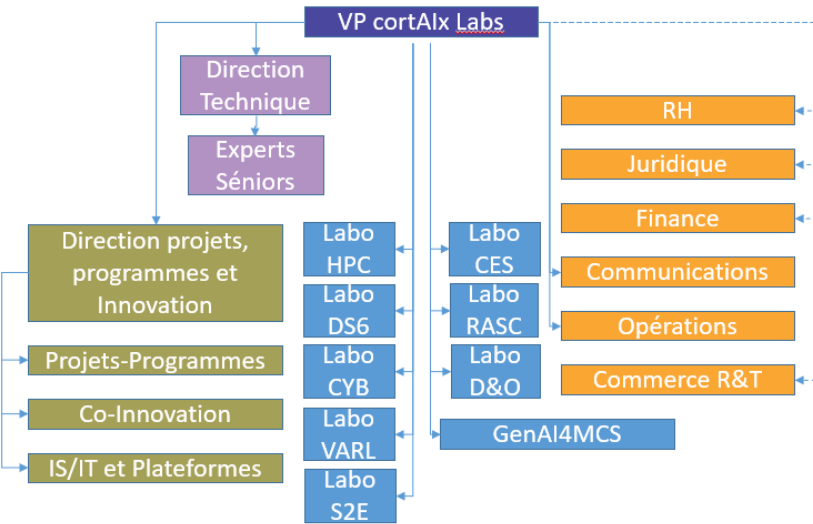 VP cortAIx Labs
Direction
Technique
Experts
Séniors
Direction projets,
programmes et
Innovation
Projets-Programmes
Co-Innovation
IS/IT et Plateformes
Labo
HPC
Labo
DS6
Labo
CYB
Labo
VARL
Labo
S2E
Labo
CES
Labo
RASC
Labo
D&O
GenAI4MCS
RH
Juridique
Finance
Communications
Opérations
Commerce R&T